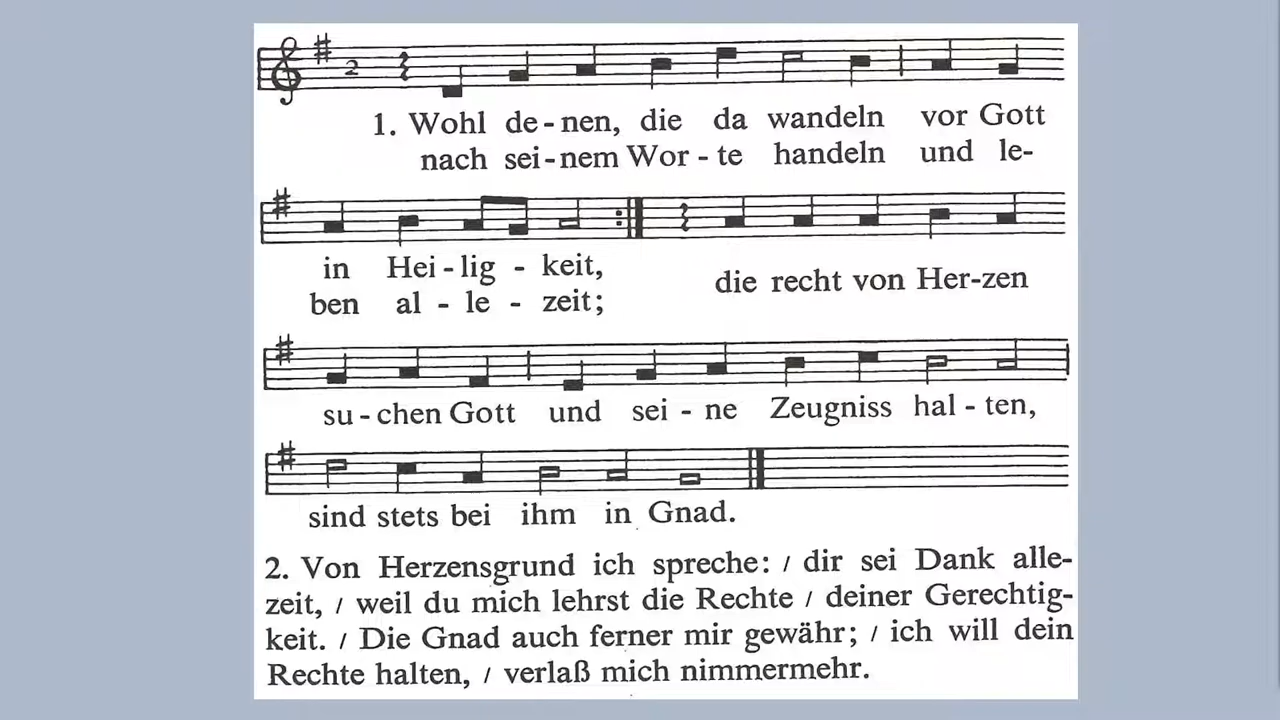 2
1. Wohl de-nen, die da wandeln vor Gott
nach sei-nem Wor-te handeln und le-
in Hei-lig-keit,
ben al-le-zeit;
die recht von Her-zen
su-chen Gott und sei-ne Zeugniss hal-ten,
sind stets bei ihm in Gnad.
2. Von Herzensgrund ich spreche: / dir sei Dank alle-
zeit, / weil du mich lehrst die Rechte / deiner Gerechtig-
keit. / Die Gnad auch ferner mir gewähr; / ich will dein
Rechte halten, / verlaß mich nimmermehr.